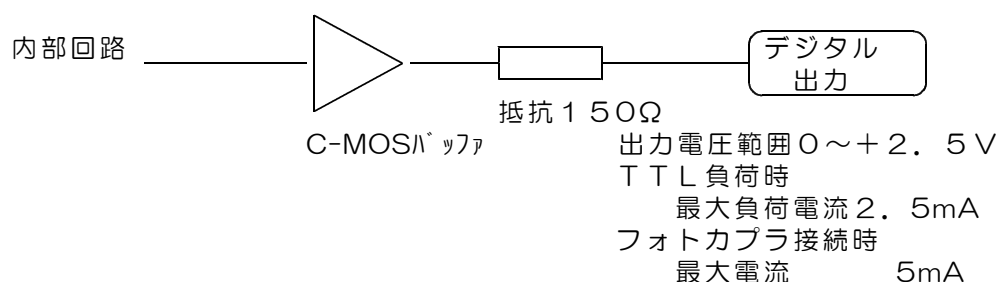 内部回路
デジタル
出力
抵抗１５０Ω
C-MOSﾊﾞｯﾌｧ
出力電圧範囲０～＋２．５Ｖ
ＴＴＬ負荷時
最大負荷電流２．５mA
フォトカプラ接続時
最大電流　　　５mA